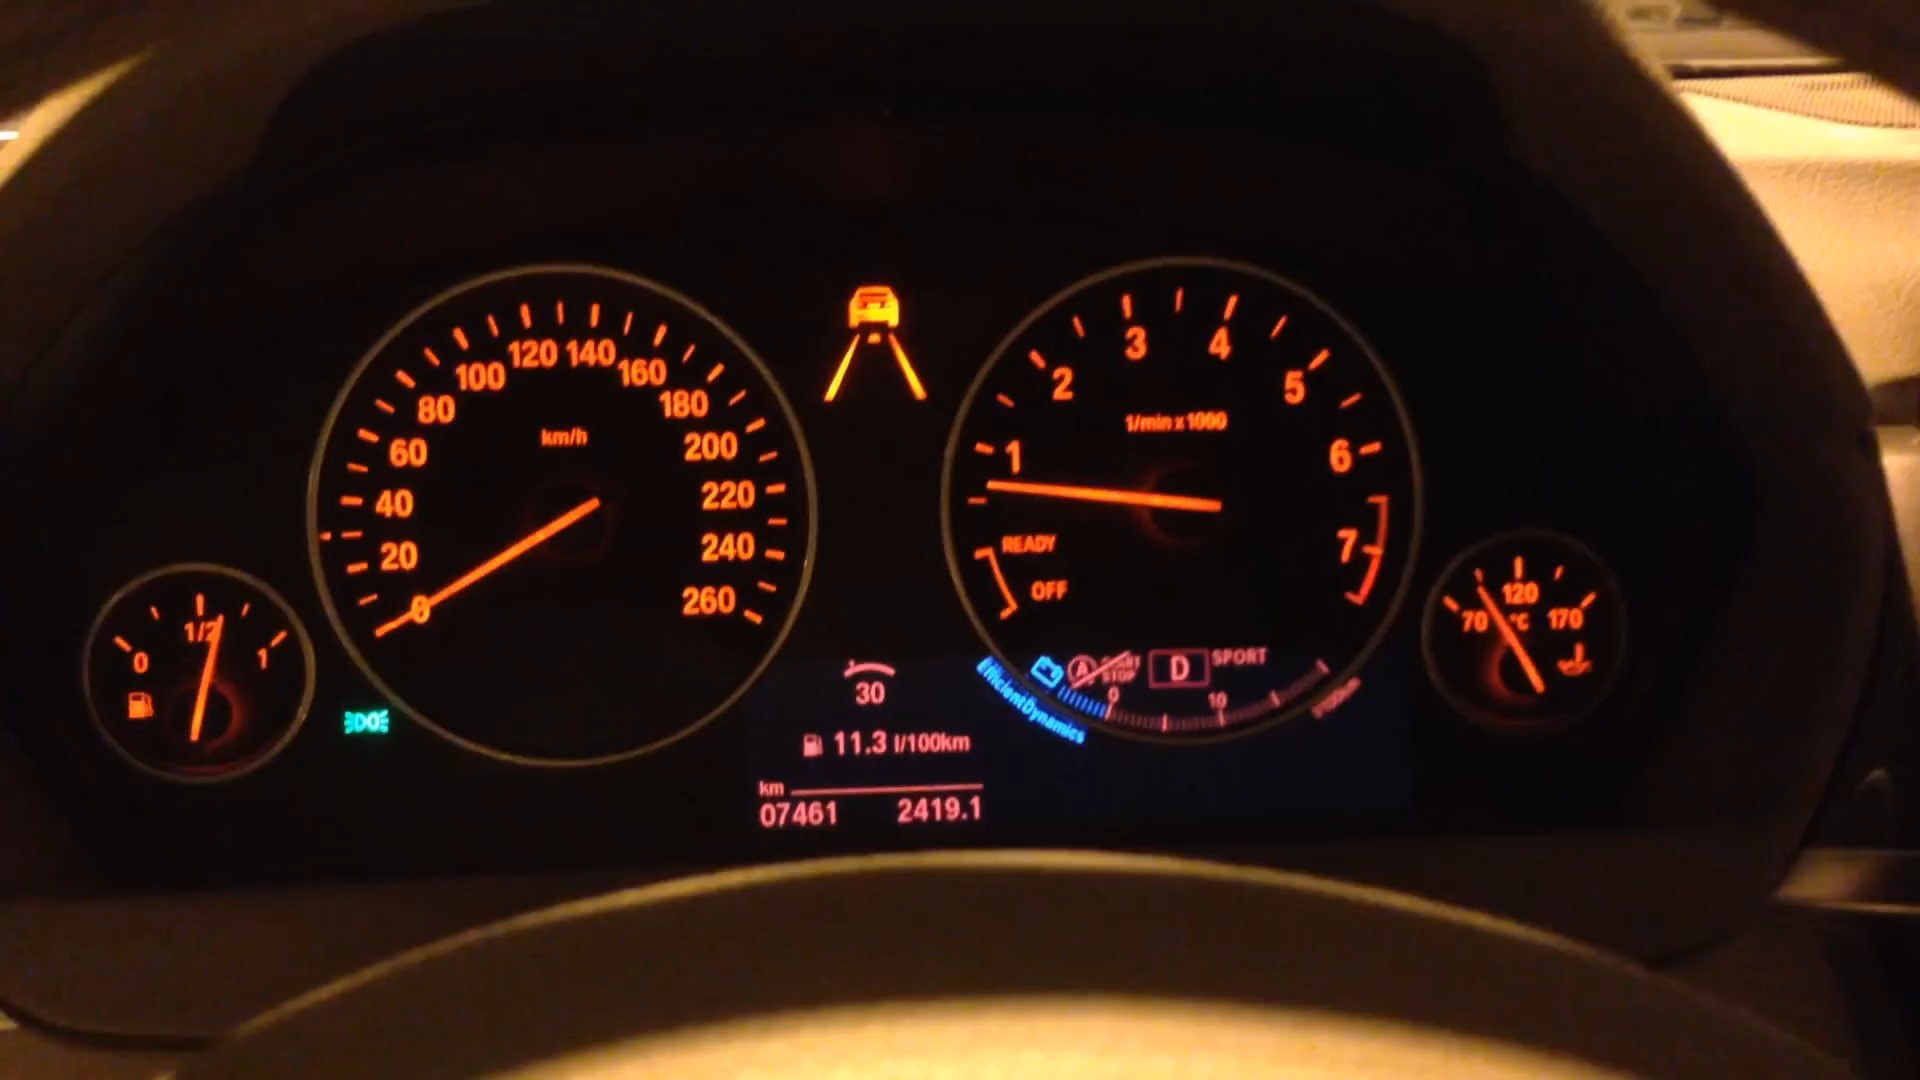 0
20
40
60
80
100
120
140
160
180
200
220
240
260
km/h
0
1/2
1
1
2
3
4
5
6
7
1/min x 1000
READY
OFF
70
120
170
°C
30
11.3 l/100km
km
07461 2419.1
EfficientDynamics
A START
STOP
D
SPORT
0
10